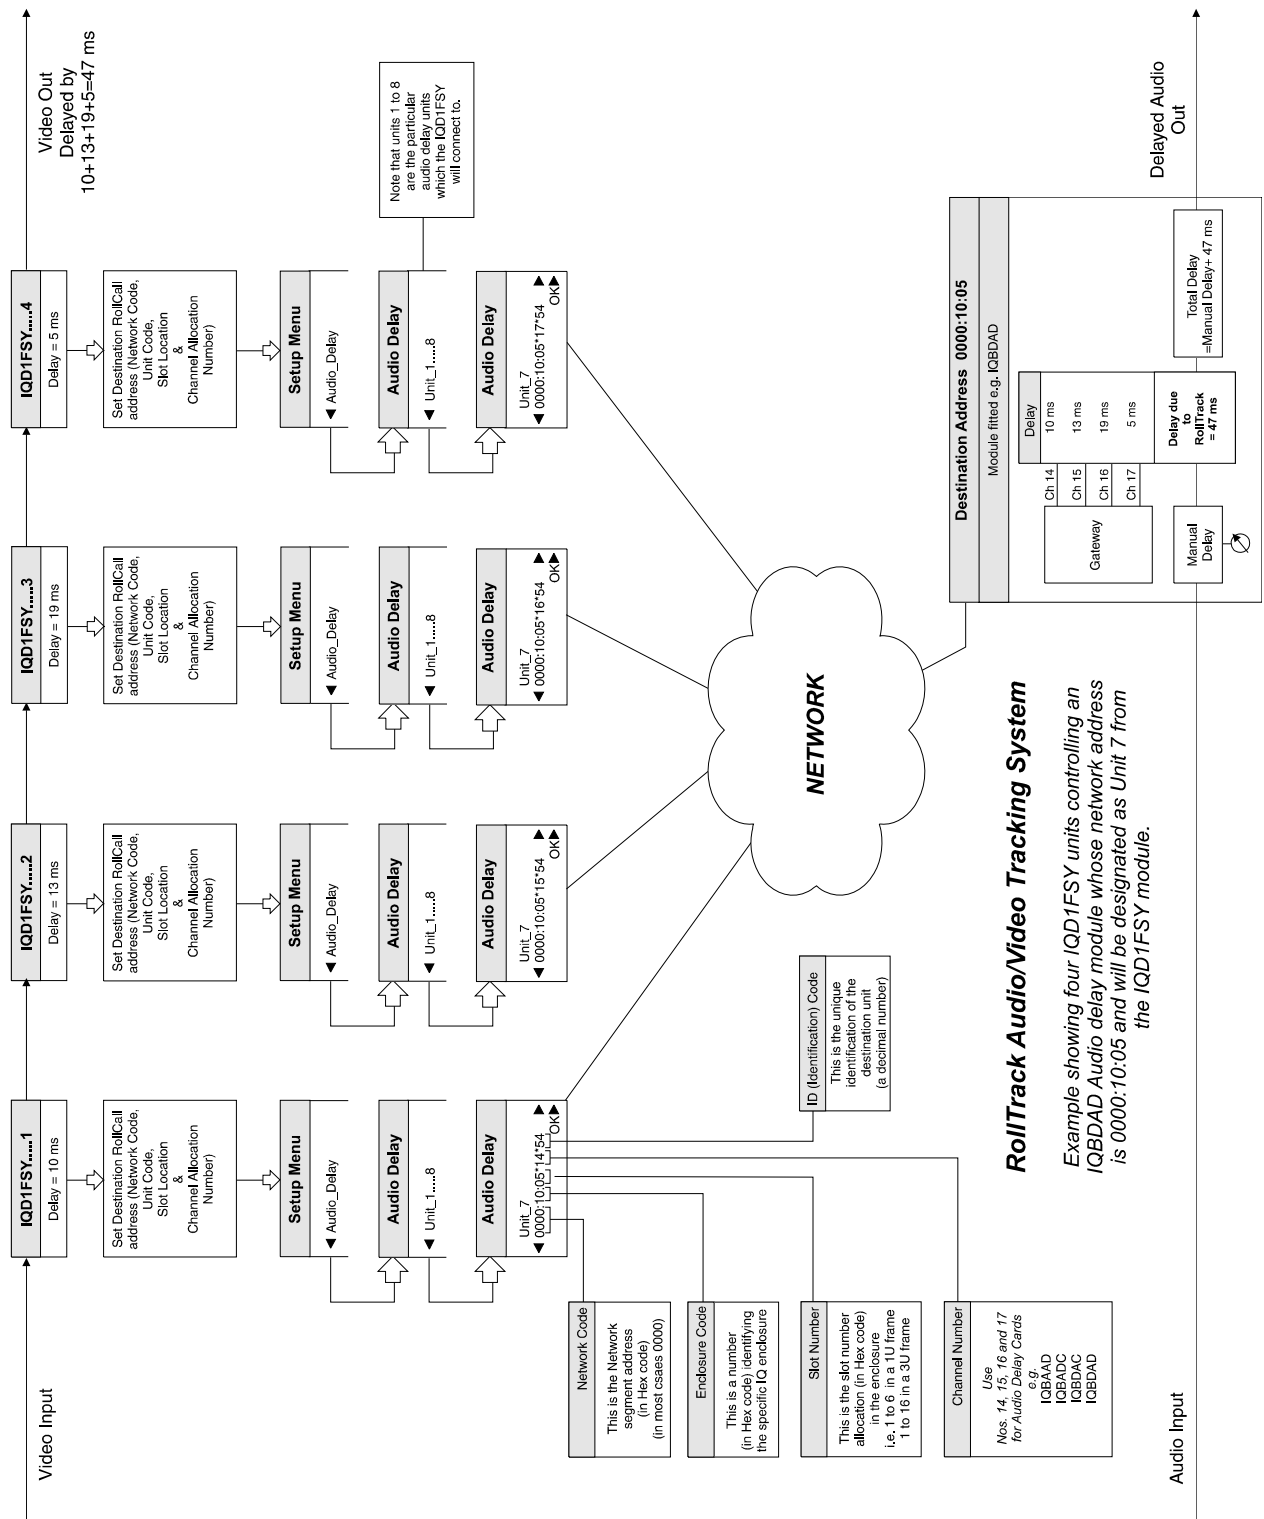 Video Input
IQD1FSY.....1
Delay = 10 ms
Set Destination RollCall
address (Network Code,
Unit Code,
Slot Location
&
Channel Allocation
Number)
Setup Menu
Audio_Delay
Audio Delay
Unit_1.....8
Audio Delay
Unit_7
0000:10:05*14*54
OK
IQD1FSY.....2
Delay = 13 ms
Set Destination RollCall
address (Network Code,
Unit Code,
Slot Location
&
Channel Allocation
Number)
Setup Menu
Audio_Delay
Audio Delay
Unit_1.....8
Audio Delay
Unit_7
0000:10:05*15*54
OK
IQD1FSY.....3
Delay = 19 ms
Set Destination RollCall
address (Network Code,
Unit Code,
Slot Location
&
Channel Allocation
Number)
Setup Menu
Audio_Delay
Audio Delay
Unit_1.....8
Audio Delay
Unit_7
0000:10:05*16*54
OK
IQD1FSY.....4
Delay = 5 ms
Set Destination RollCall
address (Network Code,
Unit Code,
Slot Location
&
Channel Allocation
Number)
Setup Menu
Audio_Delay
Audio Delay
Unit_1.....8
Audio Delay
Unit_7
0000:10:05*17*54
OK
Video Out
Delayed by
10+13+19+5=47 ms
Note that units 1 to 8
are the particular
audio delay units
which the IQD1FSY
will connect to.
Network Code
This is the Network
segment address
(in Hex code)
(in most csaes 0000)
Enclosure Code
This is a number
(in Hex code) identifying
the specific IQ enclosure
Slot Number
This is the slot number
allocation (in Hex code)
in the enclosure
i.e. 1 to 6 in a 1U frame
1 to 16 in a 3U frame
Channel Number
Use
Nos. 14, 15, 16 and 17
for Audio Delay Cards
e.g.
IQBAAD
IQBADC
IQBDAC
IQBDAD
ID (Identification) Code
This is the unique
identification of the
destination unit
(a decimal number)
NETWORK
RollTrack Audio/Video Tracking System
Example showing four IQD1FSY units controlling an
IQBDAD Audio delay module whose network address
is 0000:10:05 and will be designated as Unit 7 from
the IQD1FSY module.
Destination Address 0000:10:05
Module fitted e.g. IQBDAD
Gateway
Delay
Ch 14
10 ms
Ch 15
13 ms
Ch 16
19 ms
Ch 17
5 ms
Manual
Delay
Delay due
to
RollTrack
= 47 ms
Total Delay
=Manual Delay+ 47 ms
Audio Input
Delayed Audio
Out